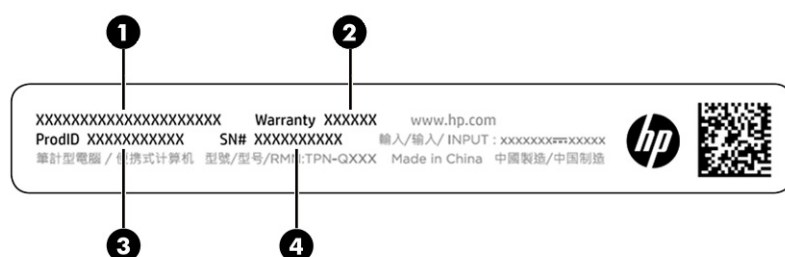 1 2
XXXXXXXXXXXXXXXXXXXXX Warranty XXXXXX www.hp.com
ProdID XXXXXXXXXXX SN# XXXXXXXXXX 輸入/输入/ INPUT : XXXXXXX⎓XXXXX
筆計型電腦 / 便携式计算机 型號/型号/RMN:TPN-QXXX Made in China 中國製造/中国制造
hp
3 4